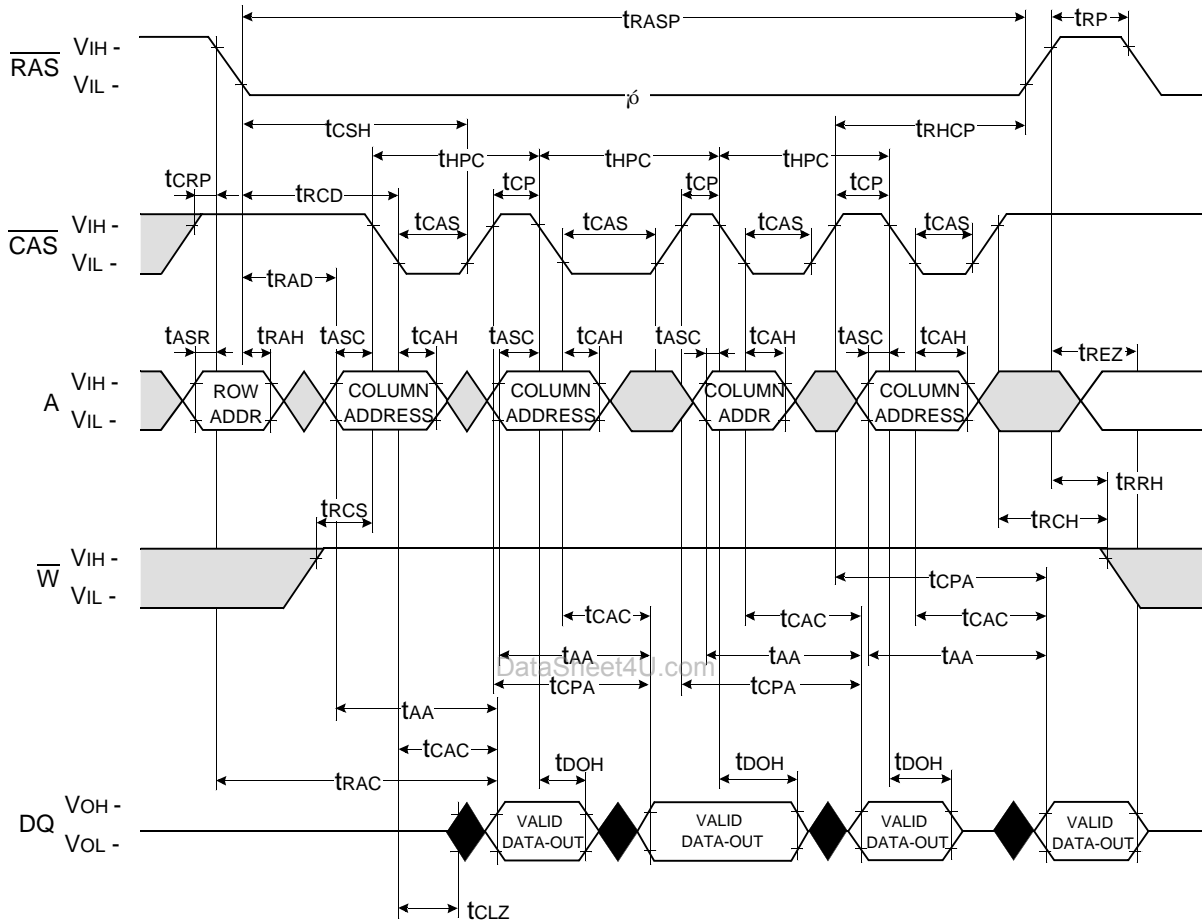 tRASP
tRP
RAS
VIH -
VIL -
ó
tCSH
tRHCP
tHPC
tHPC
tHPC
tCRP
tRCD
tCP
tCP
tCP
CAS
VIH -
VIL -
tCAS
tCAS
tCAS
tCAS
tRAD
tASR
tRAH
tASC
tCAH
tASC
tCAH
tASC
tCAH
tASC
tCAH
tREZ
A
VIH -
VIL -
ROW
ADDR
COLUMN
ADDRESS
COLUMN
ADDRESS
COLUMN
ADDR
COLUMN
ADDRESS
tRRH
tRCS
tRCH
W
VIH -
VIL -
tCPA
tCAC
tCAC
tCAC
tAA
tAA
tAA
DataSheet4U.com
tCPA
tCPA
tAA
tCAC
tDOH
tDOH
tDOH
tRAC
DQ
VOH -
VOL -
VALID
DATA-OUT
VALID
DATA-OUT
VALID
DATA-OUT
VALID
DATA-OUT
tCLZ